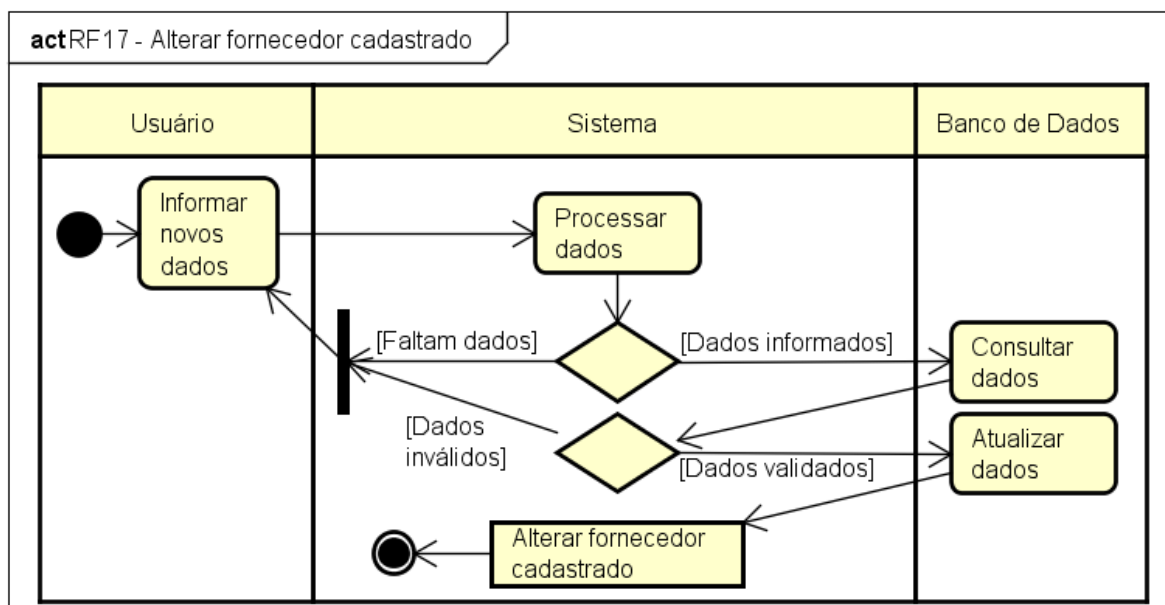 act RF17 - Alterar fornecedor cadastrado
Usuário
Sistema
Banco de Dados
Informar
novos
dados
Processar
dados
[Faltam dados]
[Dados informados]
Consultar
dados
[Dados
inválidos]
[Dados validados]
Atualizar
dados
Alterar fornecedor
cadastrado